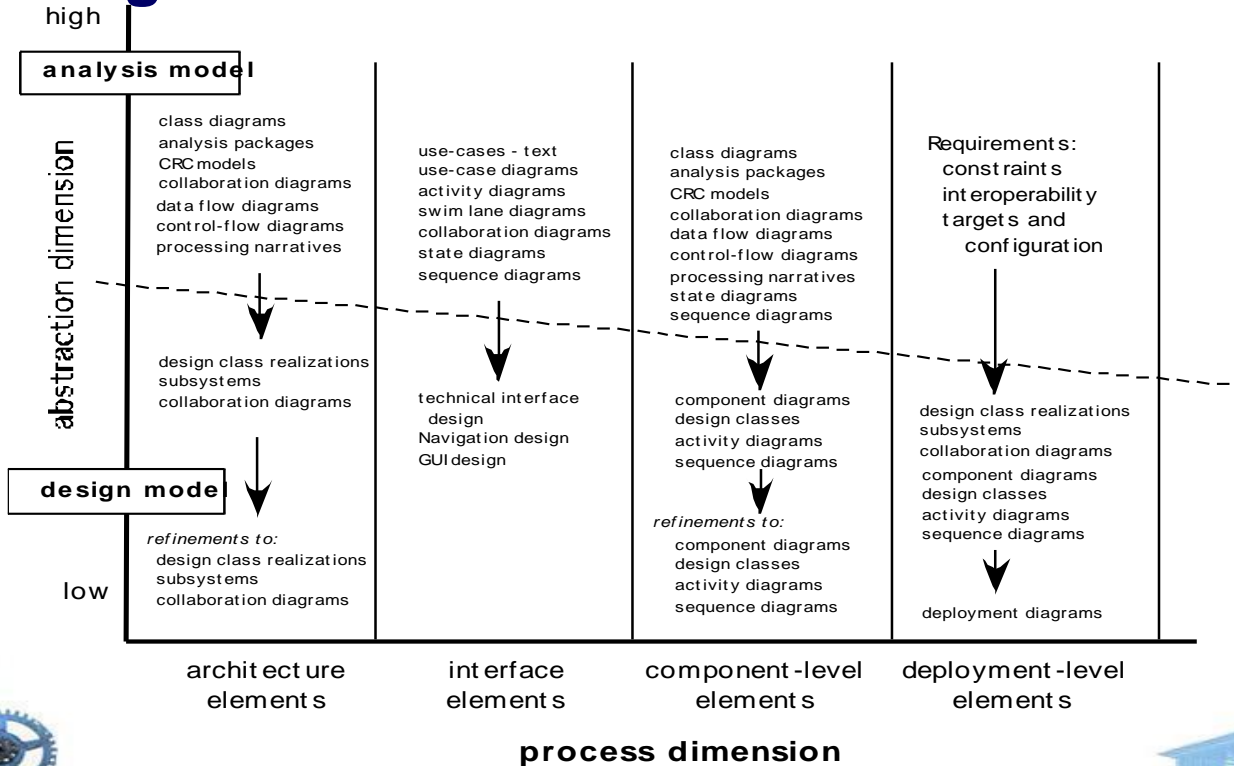 high
analysis model
abstraction dimension
class diagrams
analysis packages
CRC models
collaboration diagrams
data flow diagrams
control-flow diagrams
processing narratives
design class realizations
subsystems
collaboration diagrams
refinements to:
design class realizations
subsystems
collaboration diagrams
use-cases - text
use-case diagrams
activity diagrams
swim lane diagrams
collaboration diagrams
state diagrams
sequence diagrams
technical interface
design
Navigation design
GUI design
class diagrams
analysis packages
CRC models
collaboration diagrams
data flow diagrams
control-flow diagrams
processing narratives
state diagrams
sequence diagrams
component diagrams
design classes
activity diagrams
sequence diagrams
refinements to:
component diagrams
design classes
activity diagrams
sequence diagrams
Requirements:
constraints
interoperability
targets and
configuration
design class realizations
subsystems
collaboration diagrams
component diagrams
design classes
activity diagrams
sequence diagrams
deployment diagrams
design model
low
architecture
elements
interface
elements
component-level
elements
deployment-level
elements
process dimension